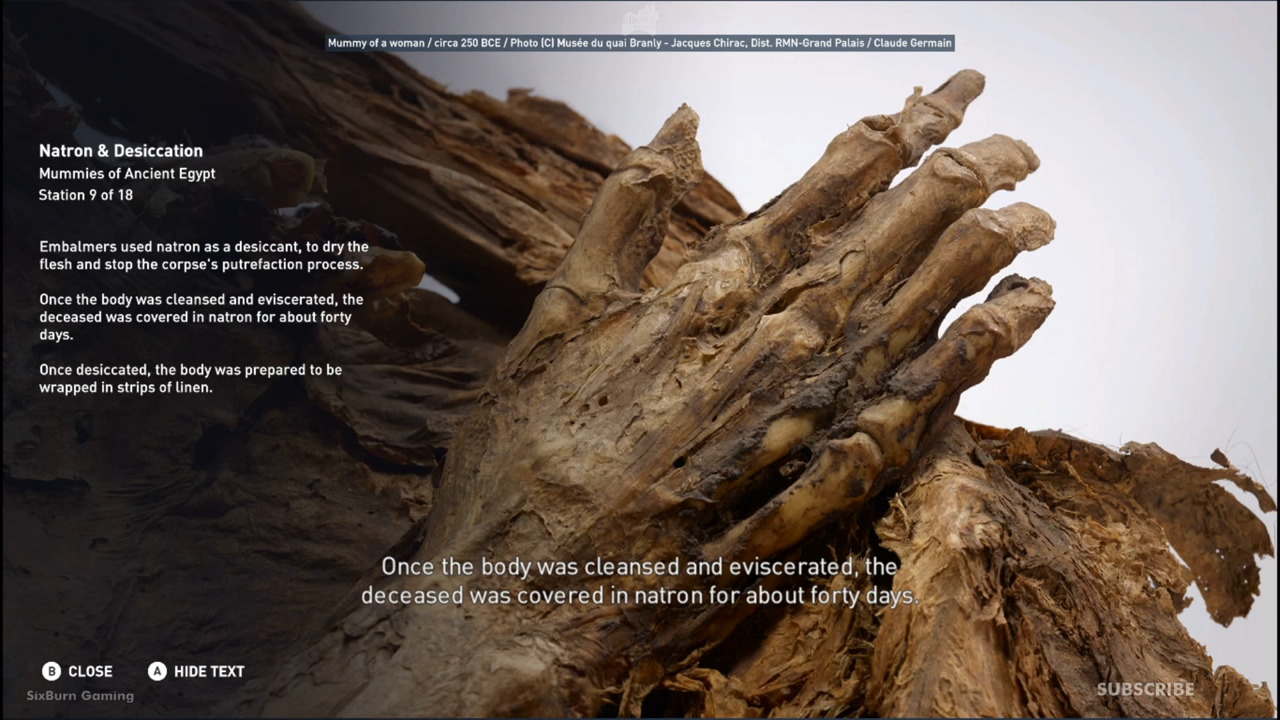 Mummy of a woman / circa 250 BCE / Photo (C) Musée du quai Branly - Jacques Chirac, Dist. RMN-Grand Palais / Claude Germain
Natron & Desiccation
Mummies of Ancient Egypt
Station 9 of 18
Embalmers used natron as a desiccant, to dry the
flesh and stop the corpse's putrefaction process.
Once the body was cleansed and eviscerated, the
deceased was covered in natron for about forty
days.
Once desiccated, the body was prepared to be
wrapped in strips of linen.
Once the body was cleansed and eviscerated, the
deceased was covered in natron for about forty days.
B CLOSE A HIDE TEXT
SixBurn Gaming
SUBSCRIBE